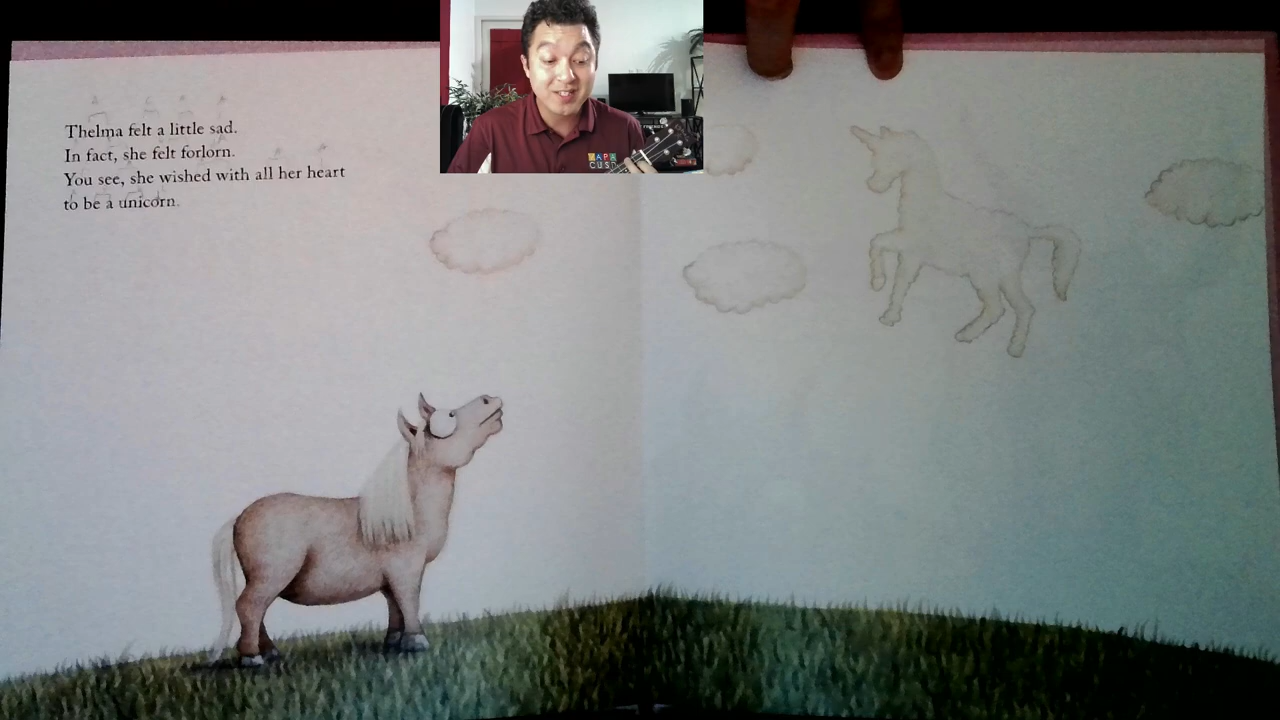 Thelma felt a little sad.
In fact, she felt forlorn.
You see, she wished with all her heart
to be a unicorn.
CUSD